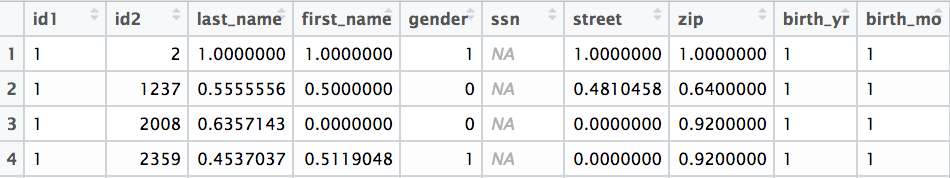 id1 id2 last_name first_name gender ssn street zip birth_yr birth_mo
1 1 2 1.0000000 1.0000000 1 NA 1.0000000 1.0000000 1 1
2 1 1237 0.5555556 0.5000000 0 NA 0.4810458 0.6400000 1 1
3 1 2008 0.6357143 0.0000000 0 NA 0.0000000 0.9200000 1 1
4 1 2359 0.4537037 0.5119048 1 NA 0.0000000 0.9200000 1 1